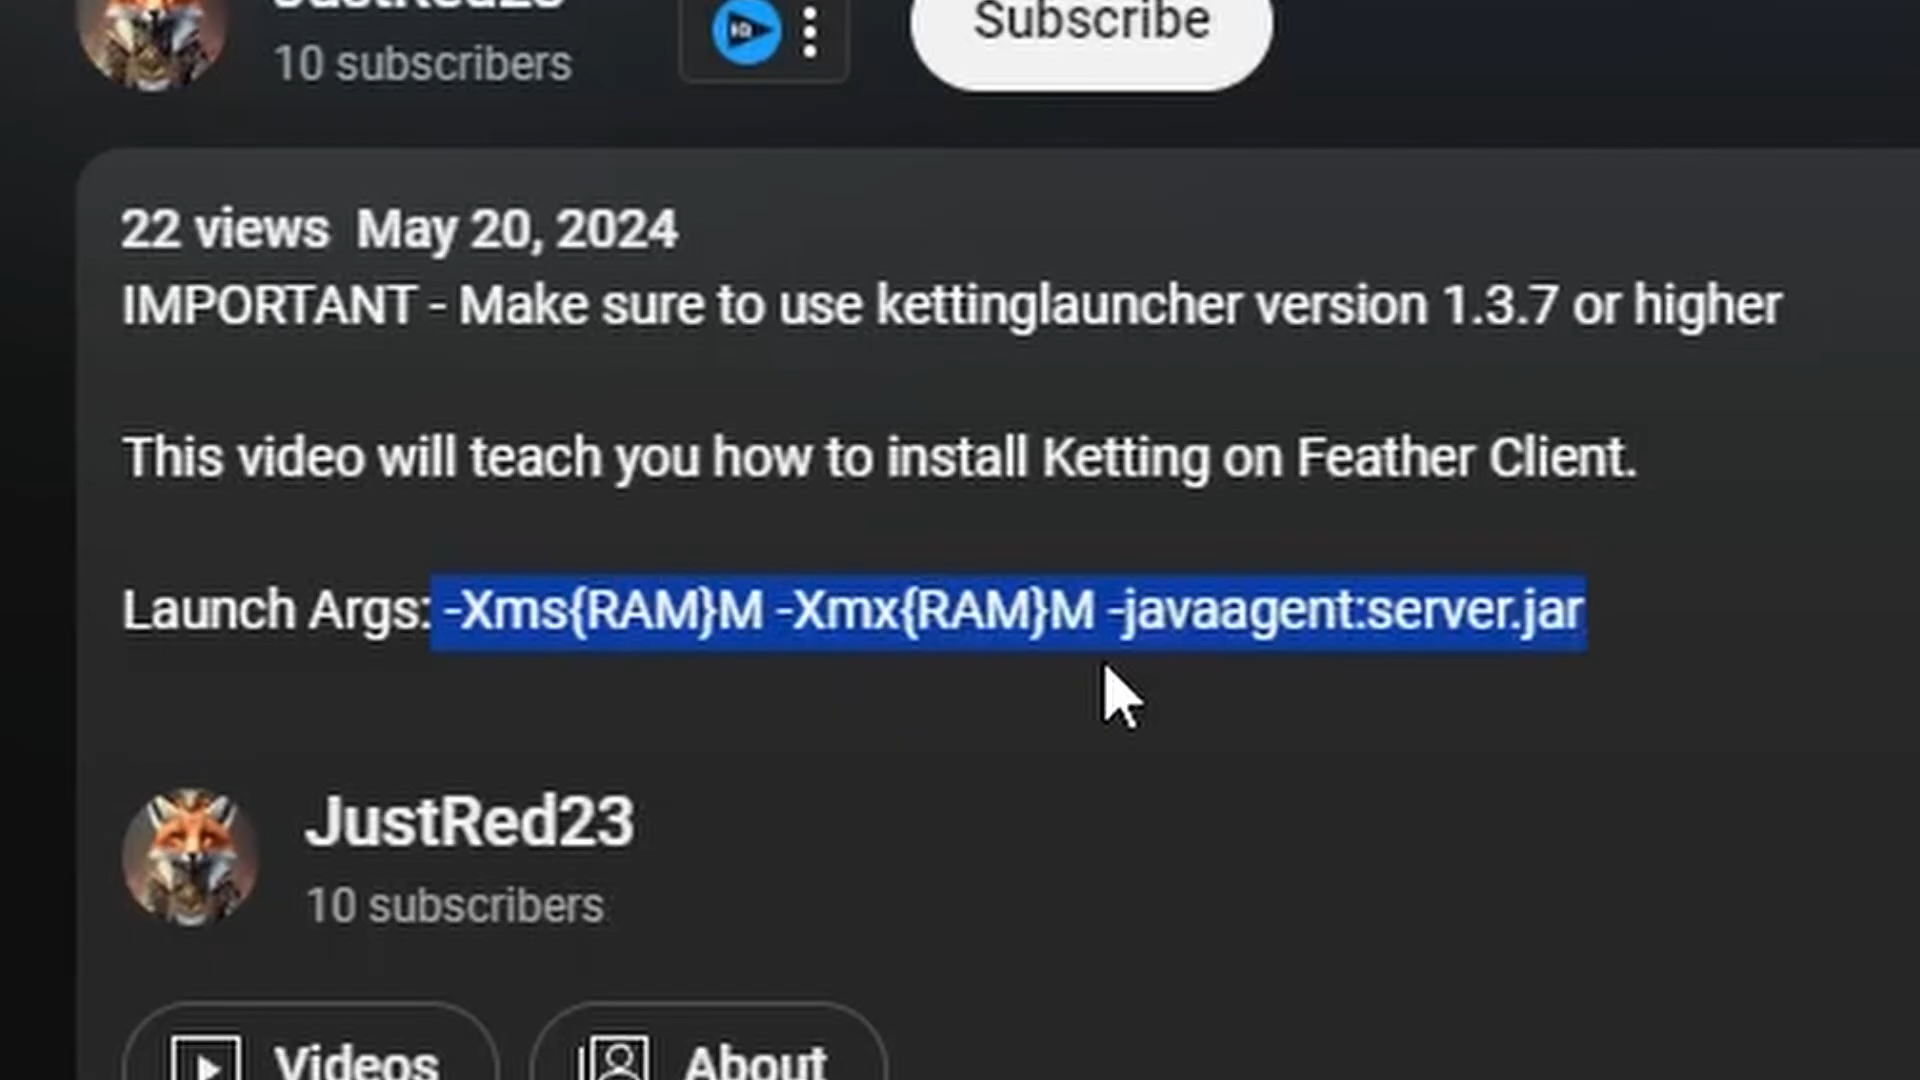 JustRed23
10 subscribers
Subscribe
22 views  May 20, 2024
IMPORTANT - Make sure to use kettinglauncher version 1.3.7 or higher
This video will teach you how to install Ketting on Feather Client.
Launch Args: -Xms{RAM}M -Xmx{RAM}M -javaagent:server.jar
JustRed23
10 subscribers
Videos
About